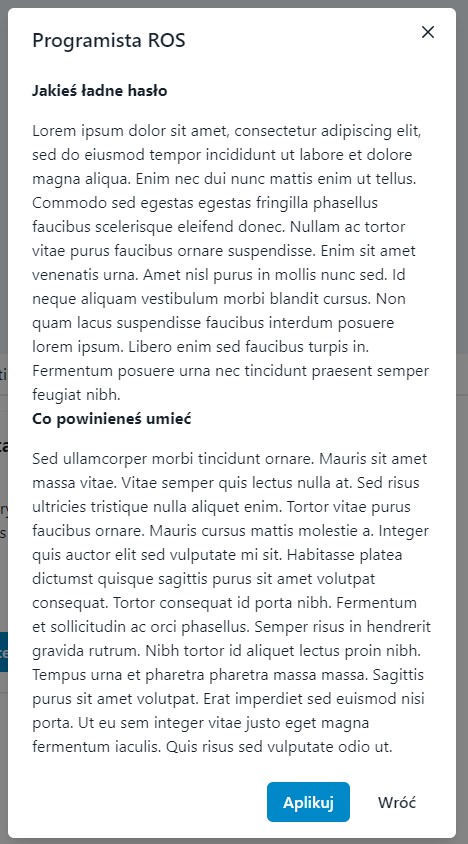 Programista ROS
Jakieś ładne hasło
Lorem ipsum dolor sit amet, consectetur adipiscing elit,
sed do eiusmod tempor incididunt ut labore et dolore
magna aliqua. Enim nec dui nunc mattis enim ut tellus.
Commodo sed egestas egestas fringilla phasellus
faucibus scelerisque eleifend donec. Nullam ac tortor
vitae purus faucibus ornare suspendisse. Enim sit amet
venenatis urna. Amet nisl purus in mollis nunc sed. Id
neque aliquam vestibulum morbi blandit cursus. Non
quam lacus suspendisse faucibus interdum posuere
lorem ipsum. Libero enim sed faucibus turpis in.
Fermentum posuere urna nec tincidunt praesent semper
feugiat nibh.
Co powinieneś umieć
Sed ullamcorper morbi tincidunt ornare. Mauris sit amet
massa vitae. Vitae semper quis lectus nulla at. Sed risus
ultricies tristique nulla aliquet enim. Tortor vitae purus
faucibus ornare. Mauris cursus mattis molestie a. Integer
quis auctor elit sed vulputate mi sit. Habitasse platea
dictumst quisque sagittis purus sit amet volutpat
consequat. Tortor consequat id porta nibh. Fermentum
et sollicitudin ac orci phasellus. Semper risus in hendrerit
gravida rutrum. Nibh tortor id aliquet lectus proin nibh.
Tempus urna et pharetra pharetra massa massa. Sagittis
purus sit amet volutpat. Erat imperdiet sed euismod nisi
porta. Ut eu sem integer vitae justo eget magna
fermentum iaculis. Quis risus sed vulputate odio ut.
Aplikuj
Wróć